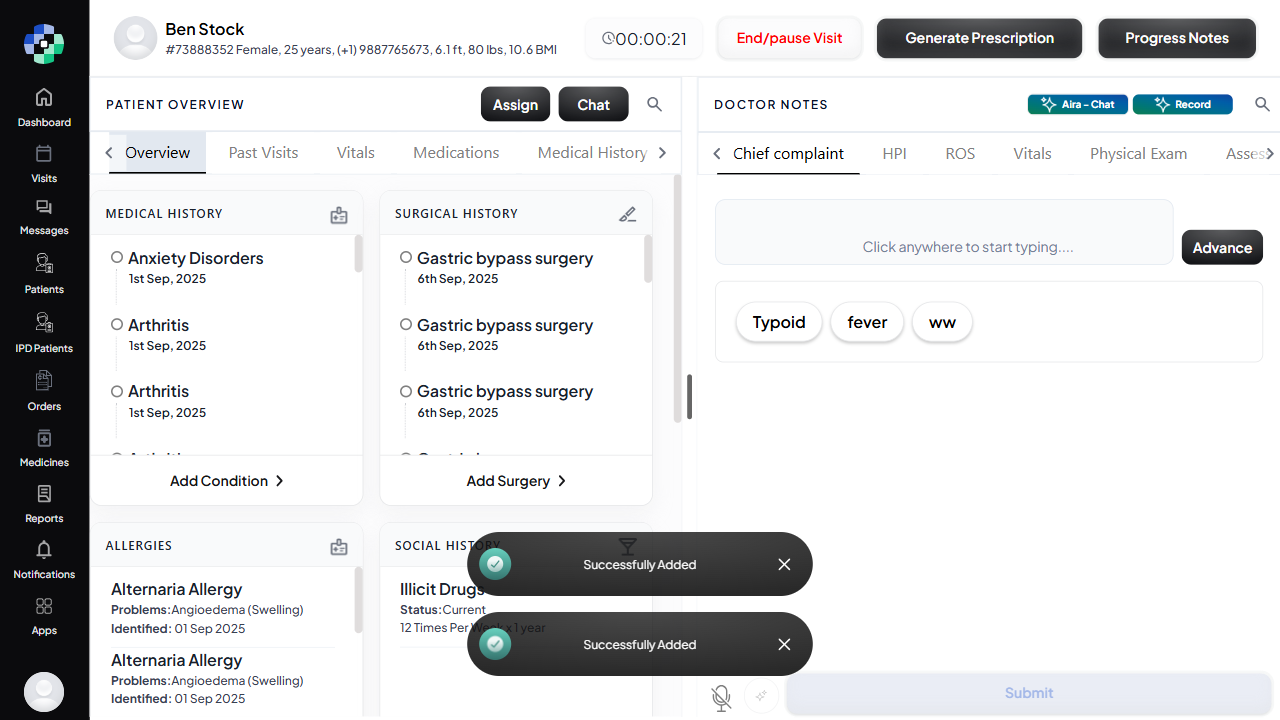 Ben Stock
#73888352 Female, 25 years, (+1) 9887765673, 6.1 ft, 80 lbs, 10.6 BMI
00:00:21
End/pause Visit
Generate Prescription
Progress Notes
Dashboard
Visits
Messages
Patients
IPD Patients
Orders
Medicines
Reports
Notifications
Apps
PATIENT OVERVIEW
Assign
Chat
Overview
Past Visits
Vitals
Medications
Medical History
MEDICAL HISTORY
Anxiety Disorders
1st Sep, 2025
Arthritis
1st Sep, 2025
Arthritis
1st Sep, 2025
Add Condition
SURGICAL HISTORY
Gastric bypass surgery
6th Sep, 2025
Gastric bypass surgery
6th Sep, 2025
Gastric bypass surgery
6th Sep, 2025
Add Surgery
ALLERGIES
Alternaria Allergy
Problems:Angioedema (Swelling)
Identified: 01 Sep 2025
Alternaria Allergy
Problems:Angioedema (Swelling)
Identified: 01 Sep 2025
SOCIAL HISTORY
Illicit Drugs
Status:Current
12 Times Per Week x 1 year
Successfully Added
Successfully Added
DOCTOR NOTES
Aira - Chat
Record
Chief complaint
HPI
ROS
Vitals
Physical Exam
Click anywhere to start typing....
Advance
Typoid
fever
ww
Submit